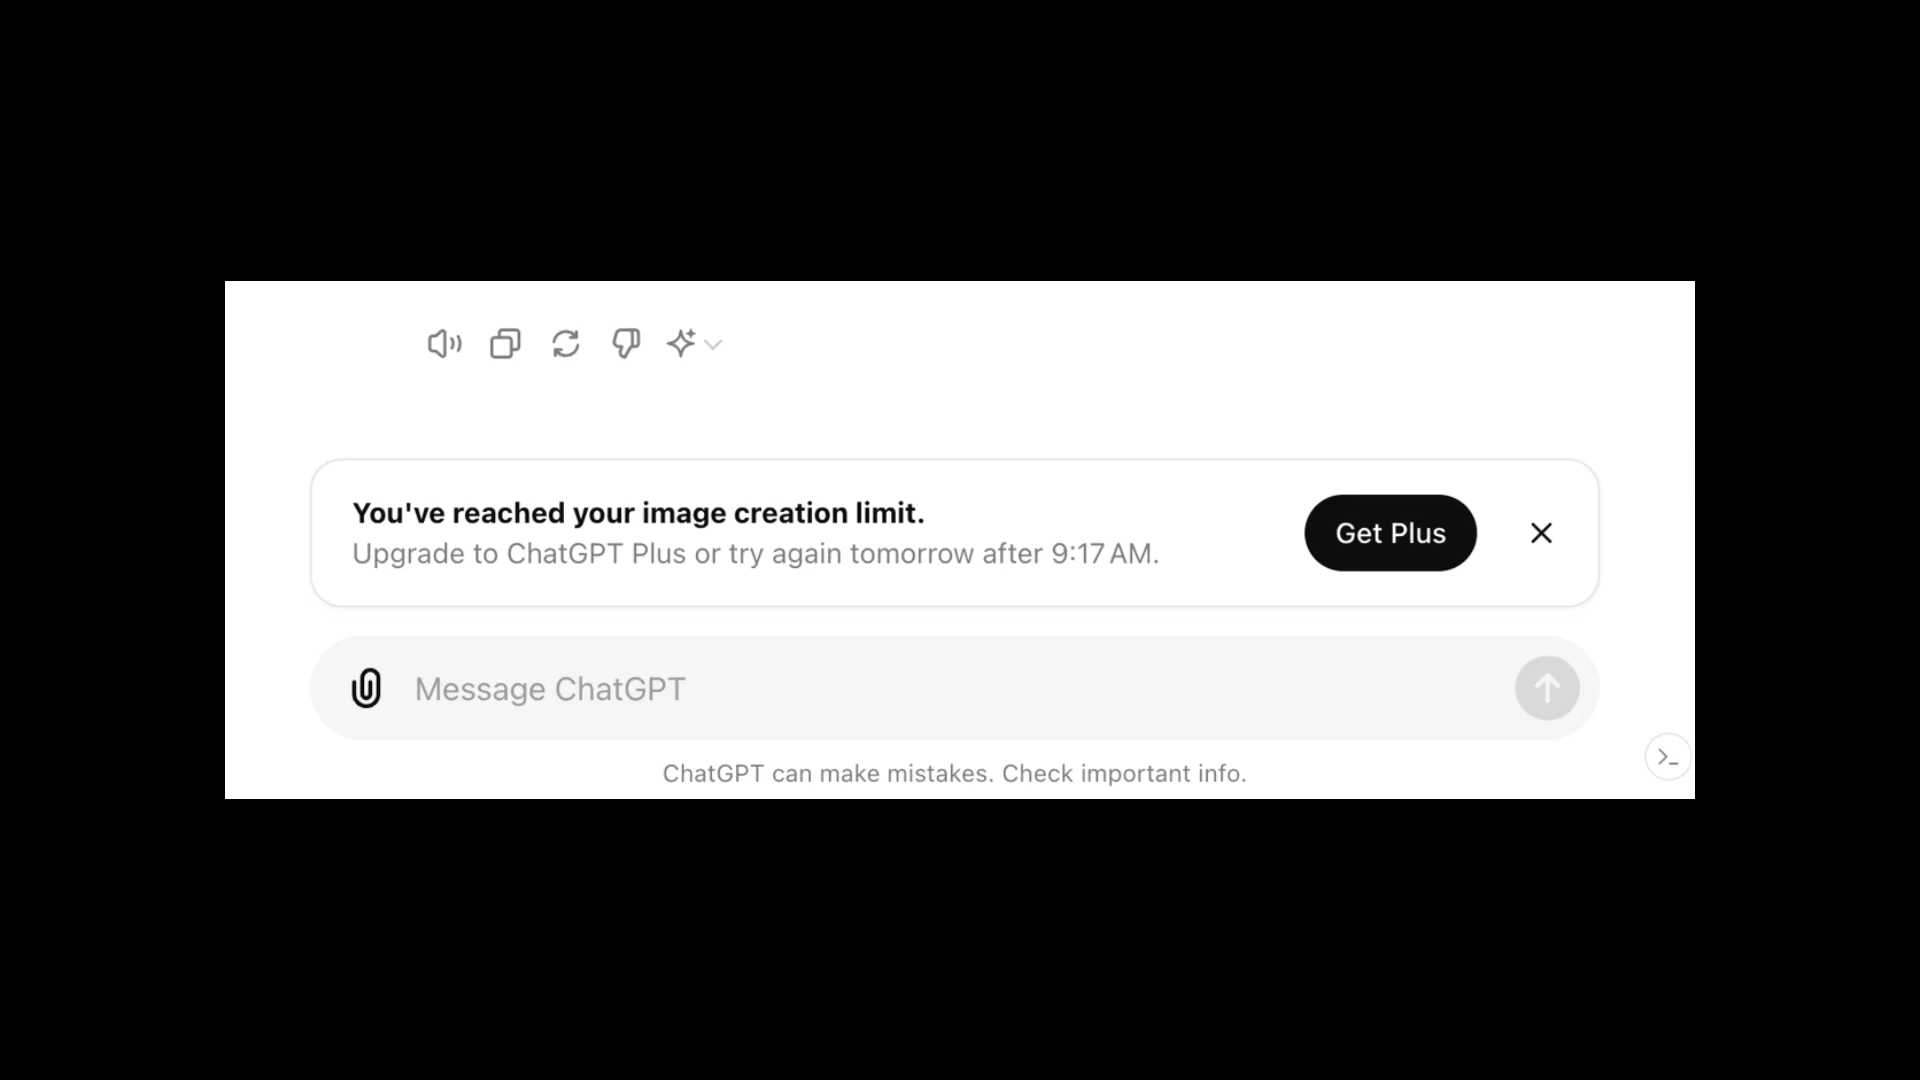 You've reached your image creation limit.
Upgrade to ChatGPT Plus or try again tomorrow after 9:17 AM.
Get Plus
Message ChatGPT
ChatGPT can make mistakes. Check important info.